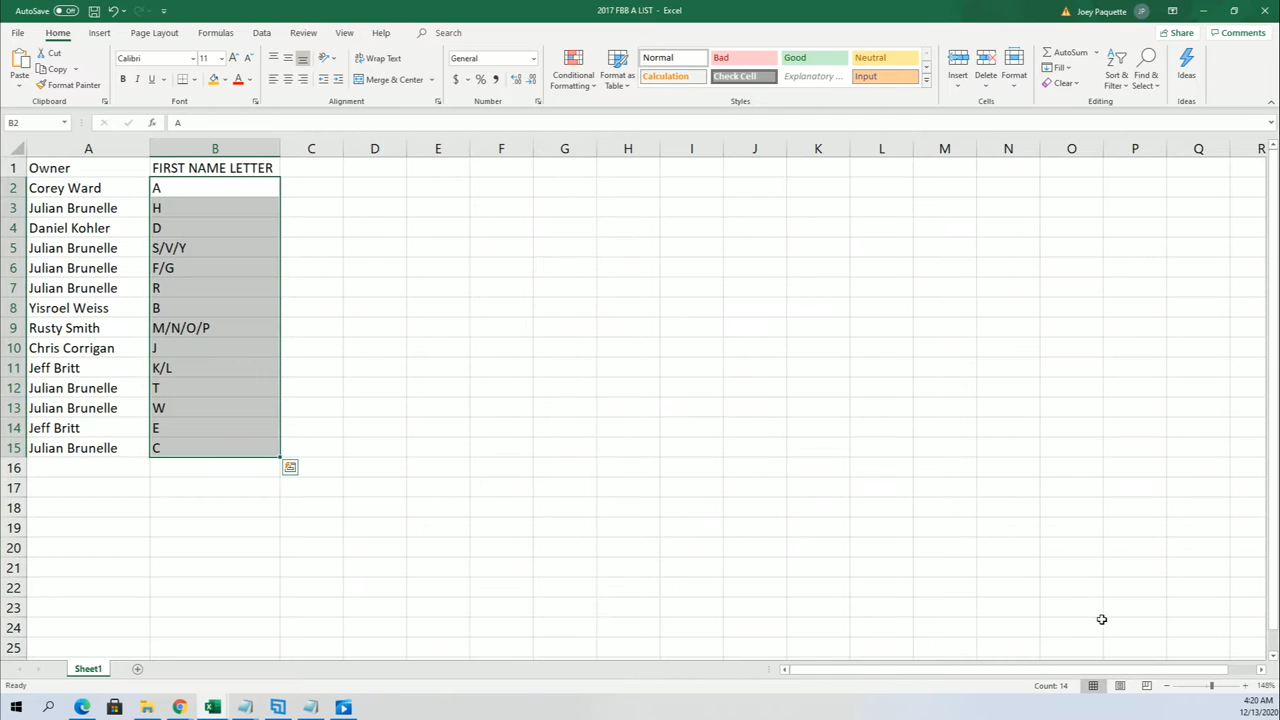 AutoSave Off 2017 FBB A LIST - Excel Joey Paquette JP
File Home Insert Page Layout Formulas Data Review View Help Search Share Comments
Paste Cut Copy Format Painter Clipboard
Calibri 11 B I U Font
Wrap Text Merge & Center Alignment
General $ % Number
Conditional Formatting Format as Table
Normal Bad Good Neutral
Calculation Check Cell Explanatory ... Input
Styles
Insert Delete Format Cells
AutoSum Fill Clear Sort & Filter Find & Select Editing
Ideas Ideas
B2 fx A
A B C D E F G H I J K L M N O P Q R
1 Owner FIRST NAME LETTER
2 Corey Ward A
3 Julian Brunelle H
4 Daniel Kohler D
5 Julian Brunelle S/V/Y
6 Julian Brunelle F/G
7 Julian Brunelle R
8 Yisroel Weiss B
9 Rusty Smith M/N/O/P
10 Chris Corrigan J
11 Jeff Britt K/L
12 Julian Brunelle T
13 Julian Brunelle W
14 Jeff Britt E
15 Julian Brunelle C
16
17
18
19
20
21
22
23
24
25
Sheet1
Ready Count: 14 148%
4:20 AM
12/13/2020